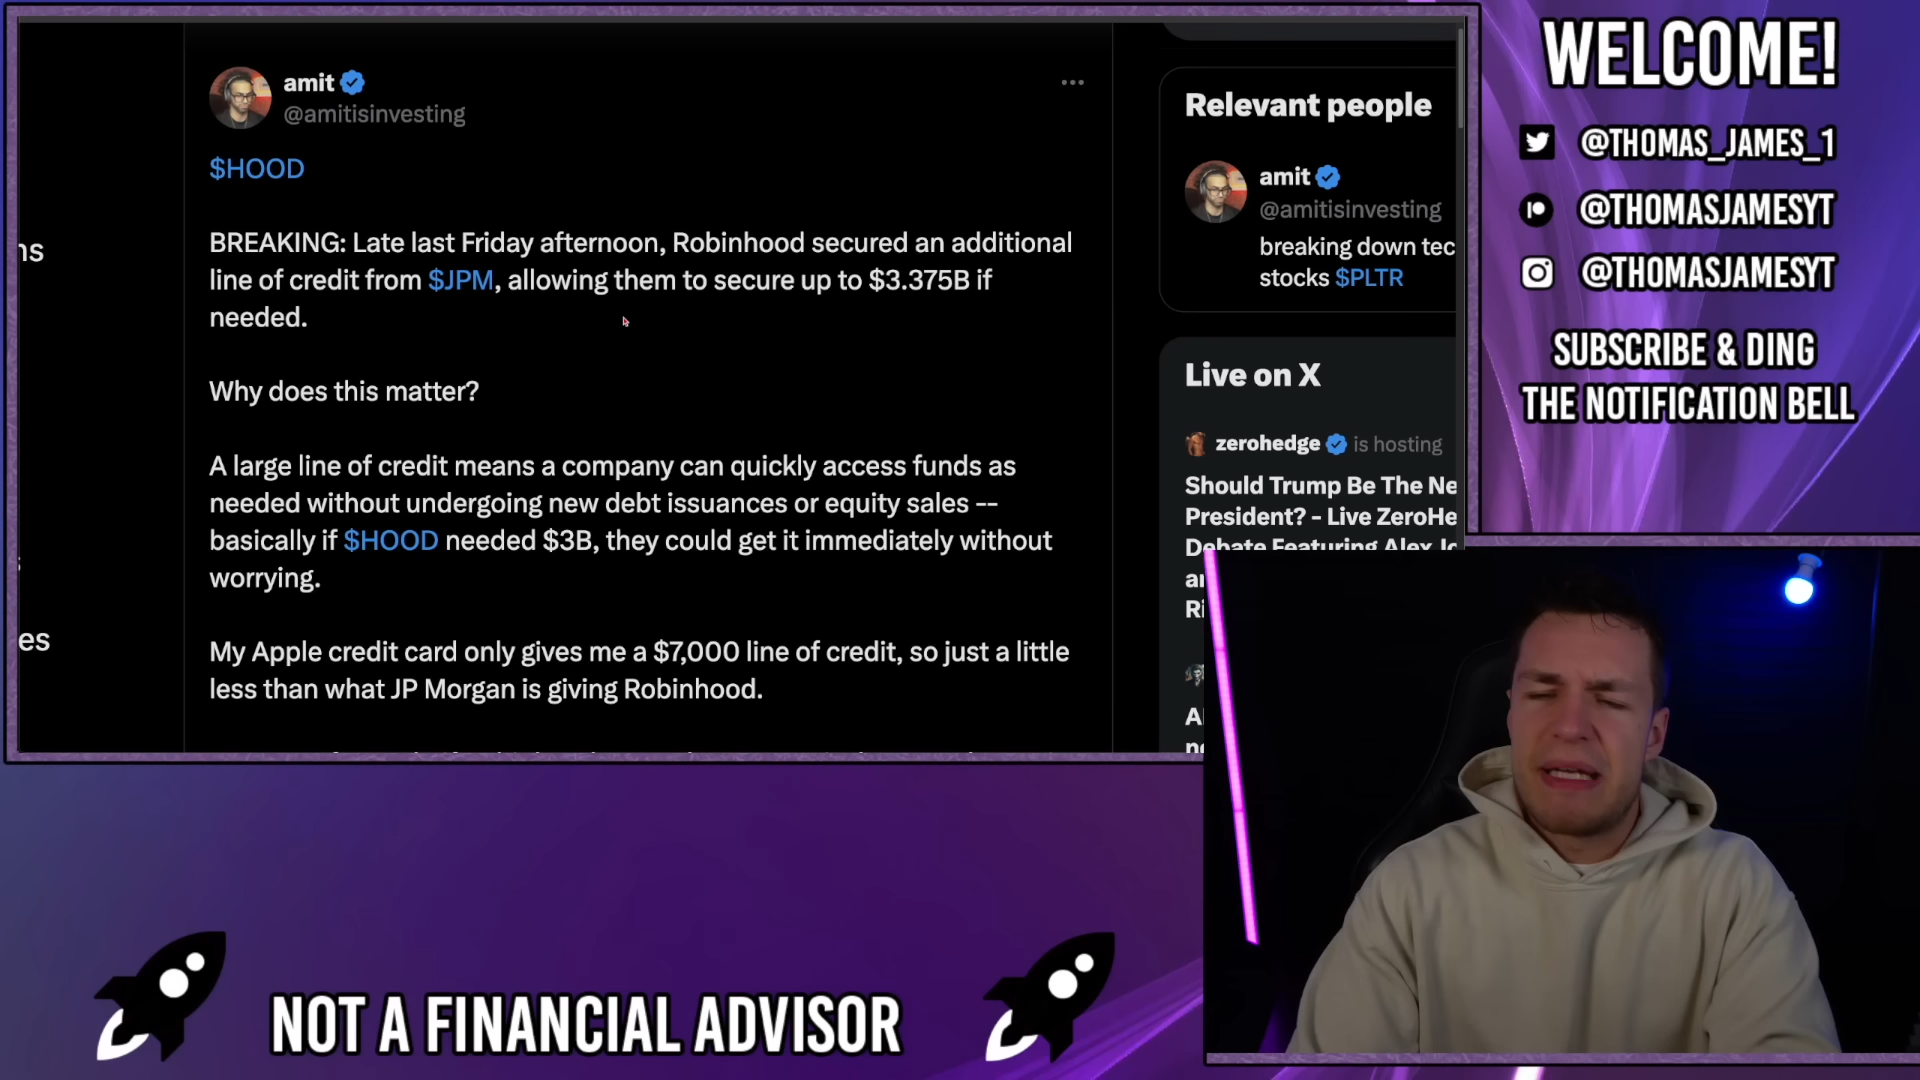 amit
@amitisinvesting
$HOOD
BREAKING: Late last Friday afternoon, Robinhood secured an additional
line of credit from $JPM, allowing them to secure up to $3.375B if
needed.
Why does this matter?
A large line of credit means a company can quickly access funds as
needed without undergoing new debt issuances or equity sales --
basically if $HOOD needed $3B, they could get it immediately without
worrying.
My Apple credit card only gives me a $7,000 line of credit, so just a little
less than what JP Morgan is giving Robinhood.
Relevant people
amit
@amitisinvesting
breaking down tec
stocks $PLTR
Live on X
zerohedge is hosting
Should Trump Be The Ne
President? - Live ZeroHe
Debate Featuring Alex Jo
WELCOME!
@THOMAS_JAMES_1
@THOMASJAMESYT
@THOMASJAMESYT
SUBSCRIBE & DING
THE NOTIFICATION BELL
NOT A FINANCIAL ADVISOR